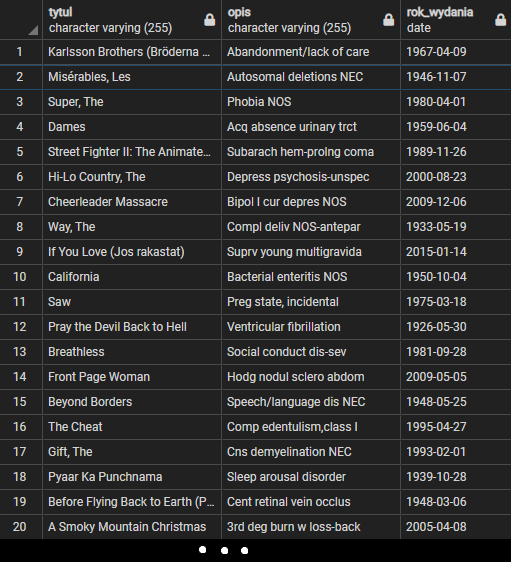 tytul opis rok_wydania
character varying (255) character varying (255) date
1 Karlsson Brothers (Bröderna ... Abandonment/lack of care 1967-04-09
2 Misérables, Les Autosomal deletions NEC 1946-11-07
3 Super, The Phobia NOS 1980-04-01
4 Dames Acq absence urinary trct 1959-06-04
5 Street Fighter II: The Animate... Subarach hem-prolng coma 1989-11-26
6 Hi-Lo Country, The Depress psychosis-unspec 2000-08-23
7 Cheerleader Massacre Bipol I cur depres NOS 2009-12-06
8 Way, The Compl deliv NOS-antepar 1933-05-19
9 If You Love (Jos rakastat) Suprv young multigravida 2015-01-14
10 California Bacterial enteritis NOS 1950-10-04
11 Saw Preg state, incidental 1975-03-18
12 Pray the Devil Back to Hell Ventricular fibrillation 1926-05-30
13 Breathless Social conduct dis-sev 1981-09-28
14 Front Page Woman Hodg nodul sclero abdom 2009-05-05
15 Beyond Borders Speech/language dis NEC 1948-05-25
16 The Cheat Comp edentulism,class I 1995-04-27
17 Gift, The Cns demyelination NEC 1993-02-01
18 Pyaar Ka Punchnama Sleep arousal disorder 1939-10-28
19 Before Flying Back to Earth (P... Cent retinal vein occlus 1948-03-06
20 A Smoky Mountain Christmas 3rd deg burn w loss-back 2005-04-08